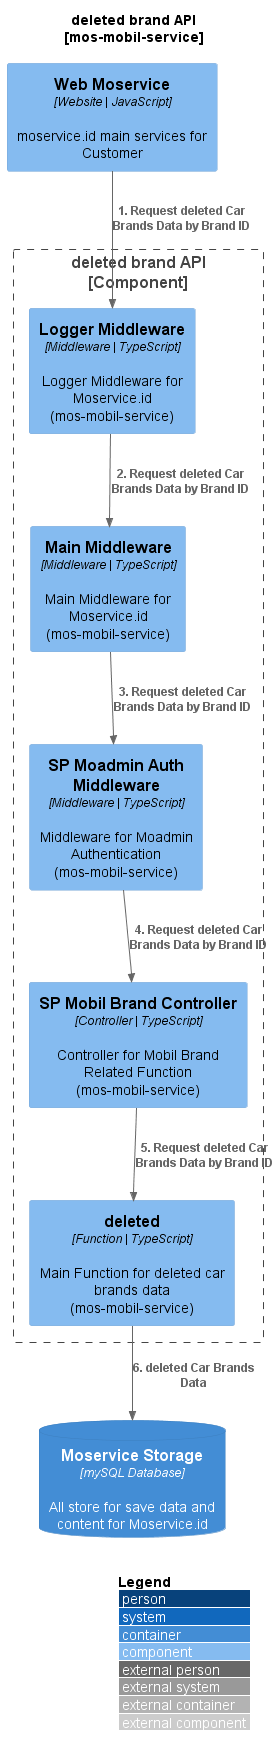 deleted brand API
[mos-mobil-service]
Web Moservice
[Website | JavaScript]
moservice.id main services for
Customer
1. Request deleted Car
Brands Data by Brand ID
deleted brand API
[Component]
Logger Middleware
[Middleware | TypeScript]
Logger Middleware for
Moservice.id
(mos-mobil-service)
2. Request deleted Car
Brands Data by Brand ID
Main Middleware
[Middleware | TypeScript]
Main Middleware for
Moservice.id
(mos-mobil-service)
3. Request deleted Car
Brands Data by Brand ID
SP Moadmin Auth
Middleware
[Middleware | TypeScript]
Middleware for Moadmin
Authentication
(mos-mobil-service)
4. Request deleted Car
Brands Data by Brand ID
SP Mobil Brand Controller
[Controller | TypeScript]
Controller for Mobil Brand
Related Function
(mos-mobil-service)
5. Request deleted Car
Brands Data by Brand ID
deleted
[Function | TypeScript]
Main Function for deleted car
brands data
(mos-mobil-service)
6. deleted Car Brands
Data
Moservice Storage
[mySQL Database]
All store for save data and
content for Moservice.id
Legend
person
system
container
component
external person
external system
external container
external component